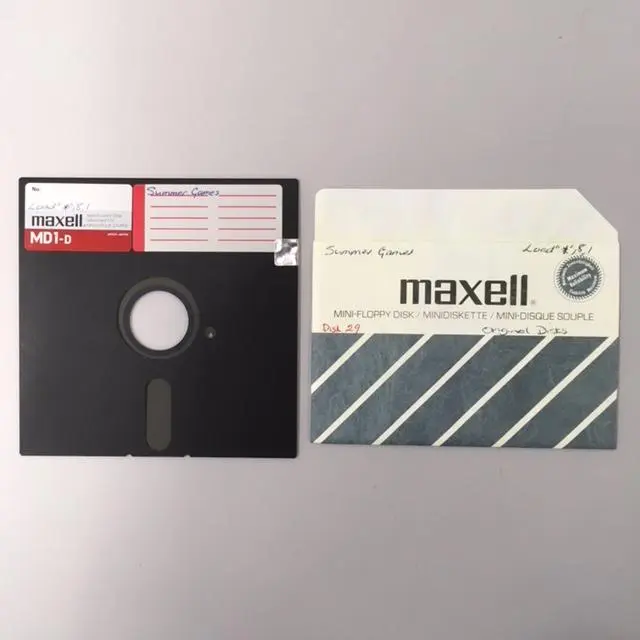 No.
Load"*",8,1
maxell
MD1-D
Summer Games
Summer Games
Load"*",8,1
maxell
MINI-FLOPPY DISK / MINIDISKETTE / MINI-DISQUE SOUPLE
Disk 29
Original Disks